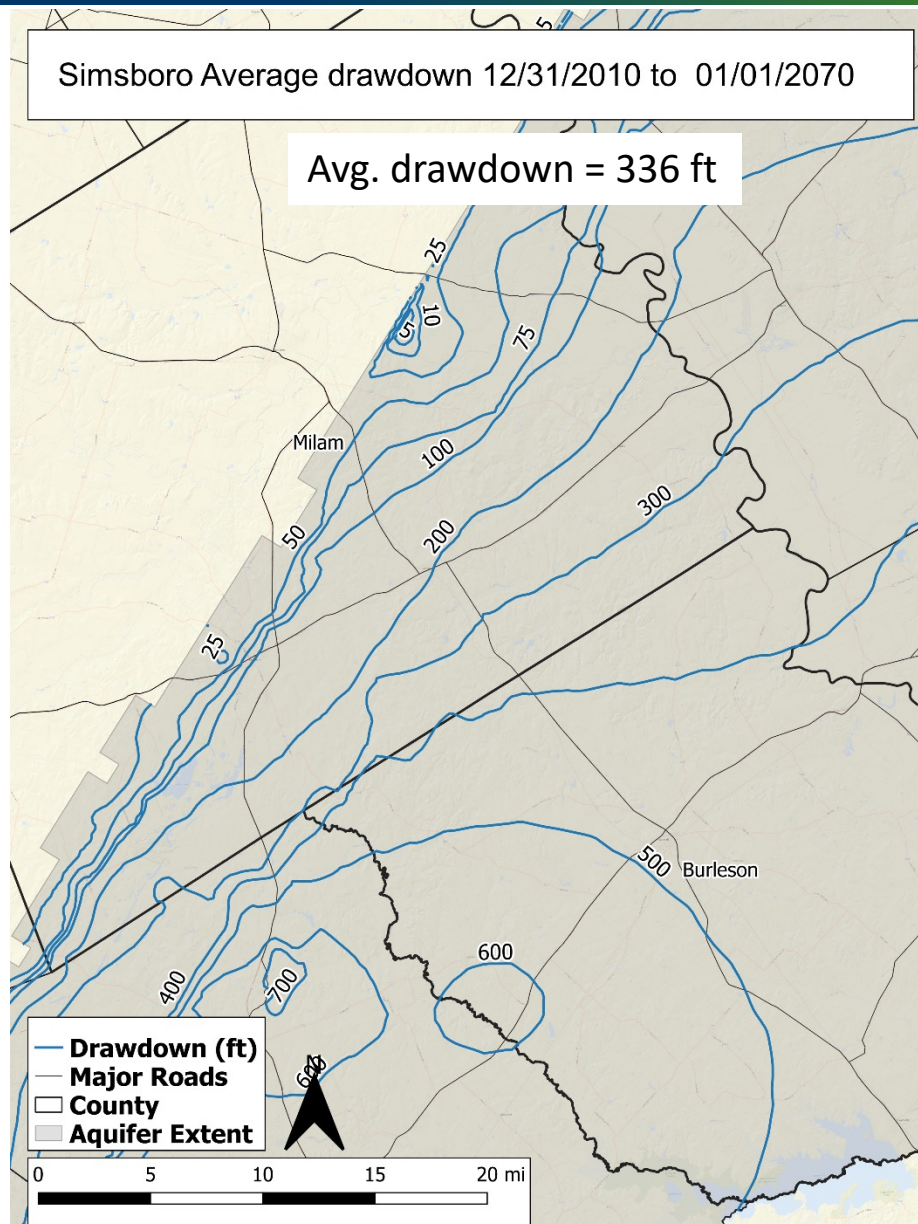 5
Simsboro Average drawdown 12/31/2010 to 01/01/2070
Avg. drawdown = 336 ft
25
10
5
75
Milam
100
50
200
300
25
500
Burleson
600
400
700
600
N
Drawdown (ft)
Major Roads
County
Aquifer Extent
0 5 10 15 20 mi